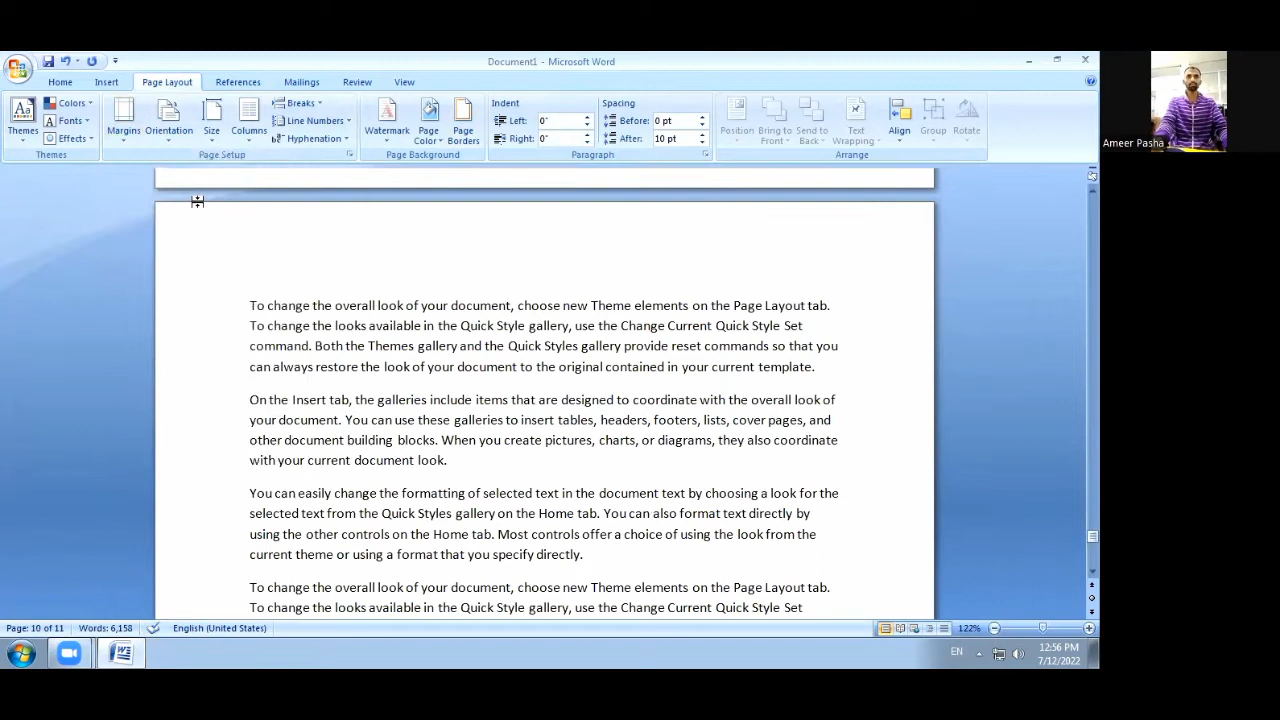 Document1 - Microsoft Word
Home Insert Page Layout References Mailings Review View
Themes
Colors
Fonts
Effects
Themes
Margins
Orientation
Size
Columns
Breaks
Line Numbers
Hyphenation
Page Setup
Watermark
Page Color
Page Borders
Page Background
Indent
Left: 0"
Right: 0"
Spacing
Before: 0 pt
After: 10 pt
Paragraph
Position
Bring to Front
Send to Back
Text Wrapping
Align
Group
Rotate
Arrange
Ameer Pasha
To change the overall look of your document, choose new Theme elements on the Page Layout tab.
To change the looks available in the Quick Style gallery, use the Change Current Quick Style Set
command. Both the Themes gallery and the Quick Styles gallery provide reset commands so that you
can always restore the look of your document to the original contained in your current template.
On the Insert tab, the galleries include items that are designed to coordinate with the overall look of
your document. You can use these galleries to insert tables, headers, footers, lists, cover pages, and
other document building blocks. When you create pictures, charts, or diagrams, they also coordinate
with your current document look.
You can easily change the formatting of selected text in the document text by choosing a look for the
selected text from the Quick Styles gallery on the Home tab. You can also format text directly by
using the other controls on the Home tab. Most controls offer a choice of using the look from the
current theme or using a format that you specify directly.
To change the overall look of your document, choose new Theme elements on the Page Layout tab.
To change the looks available in the Quick Style gallery, use the Change Current Quick Style Set
Page: 10 of 11 Words: 6,158 English (United States) 122%
EN 12:56 PM
7/12/2022